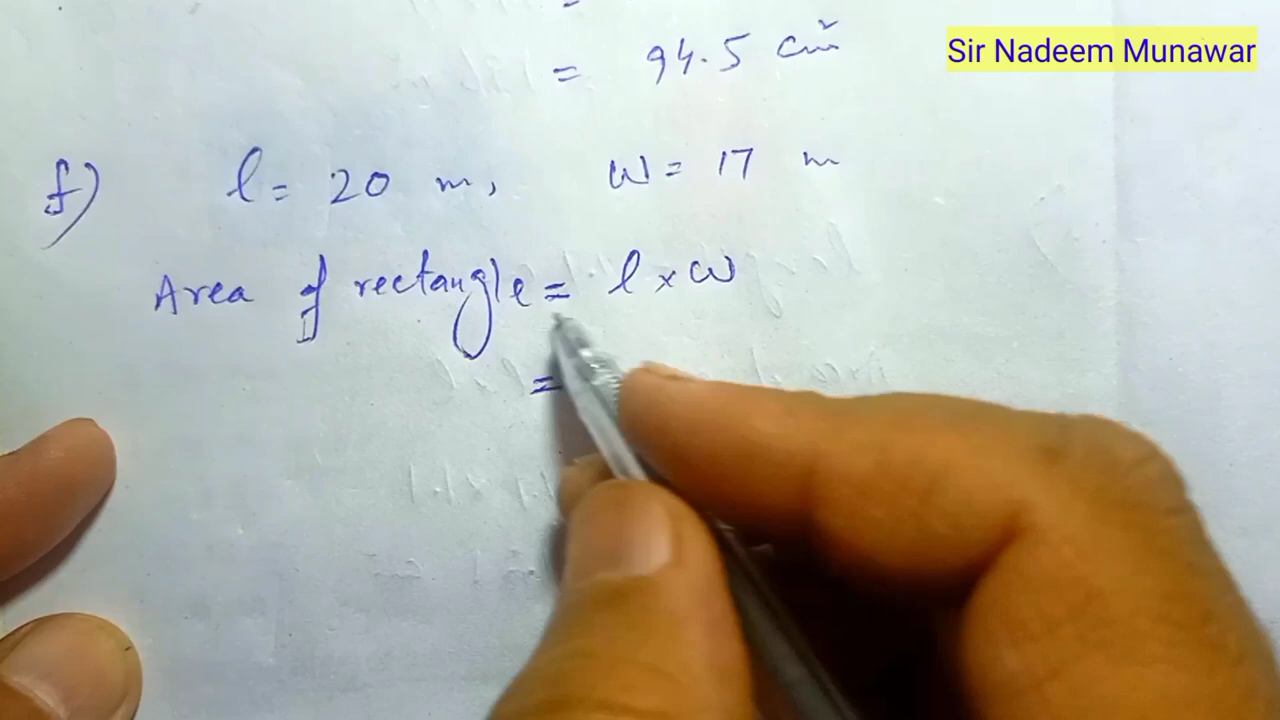 Sir Nadeem Munawar
= 94.5 cm²
f) l = 20 m, w = 17 m
Area of rectangle = l × w
=